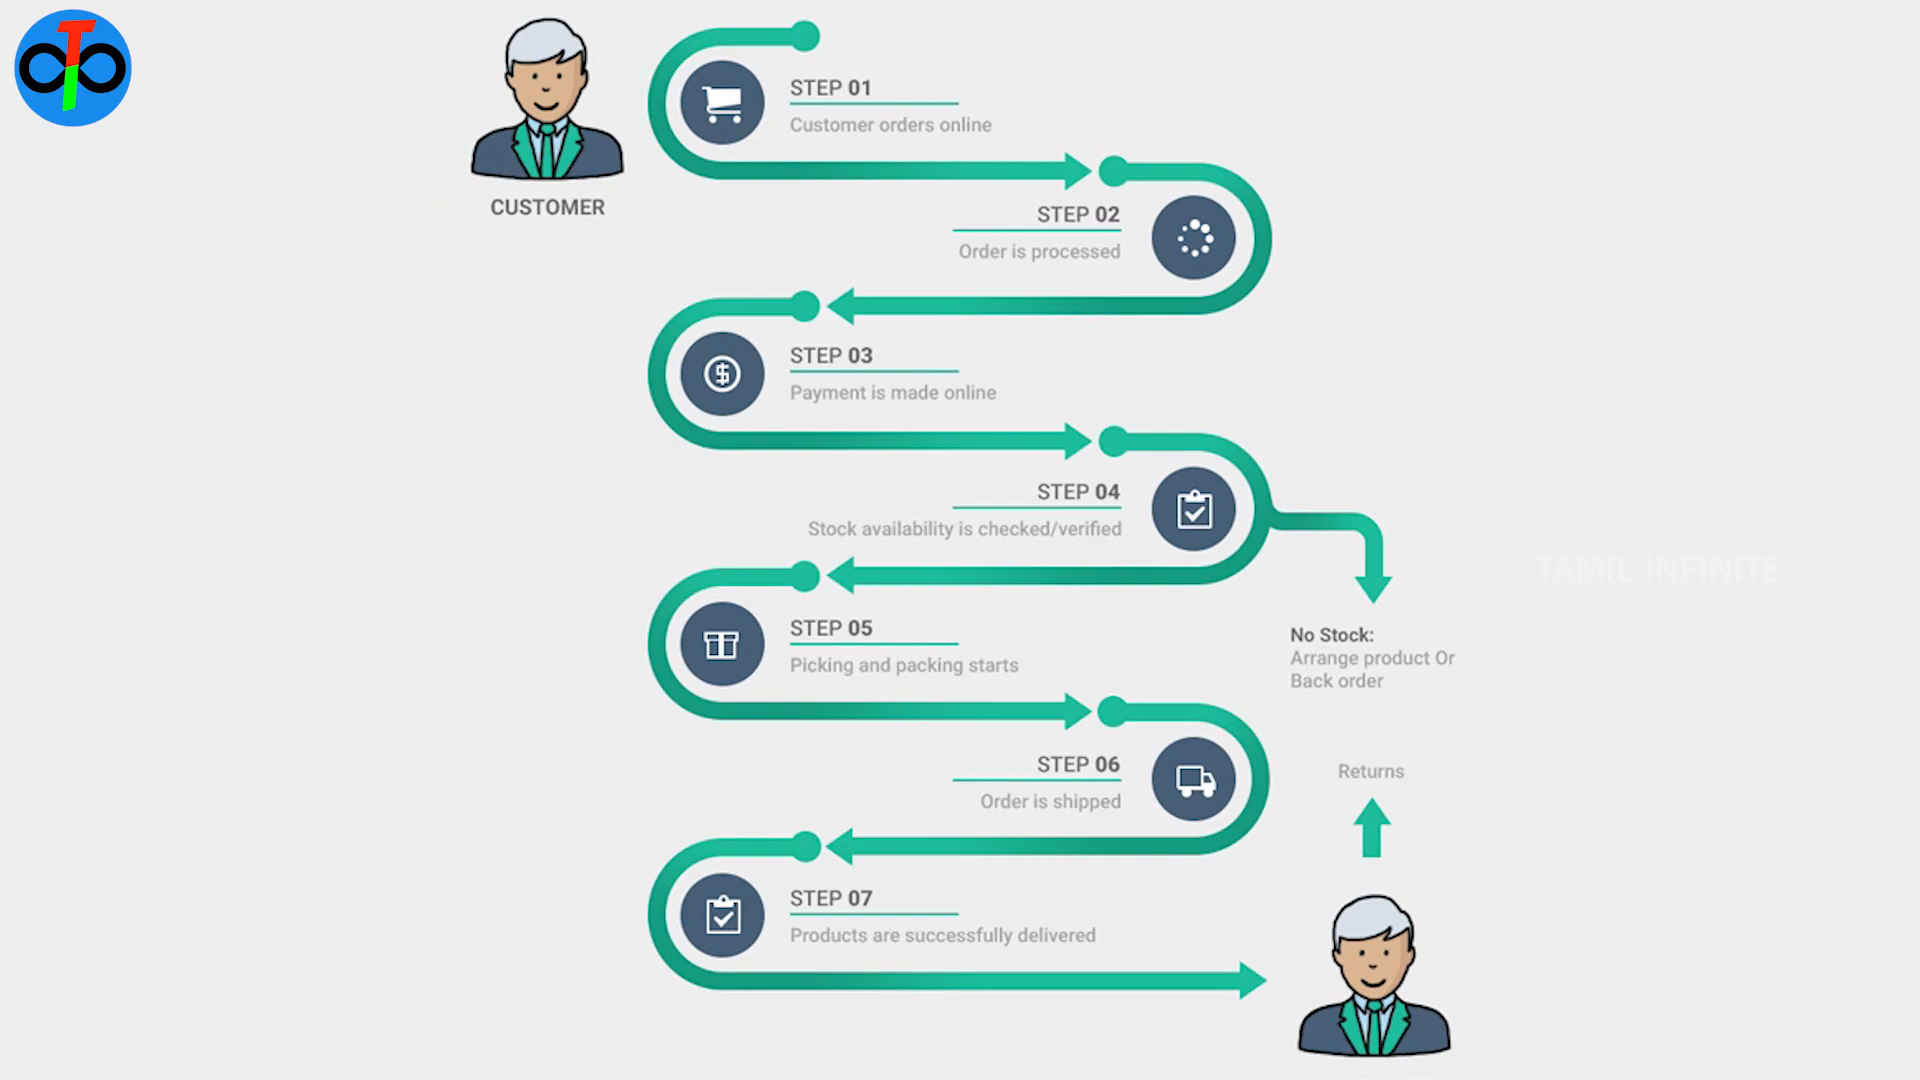 CUSTOMER
STEP 01
Customer orders online
STEP 02
Order is processed
STEP 03
Payment is made online
STEP 04
Stock availability is checked/verified
No Stock:
Arrange product Or
Back order
STEP 05
Picking and packing starts
STEP 06
Order is shipped
Returns
STEP 07
Products are successfully delivered
TAMIL INFINITE